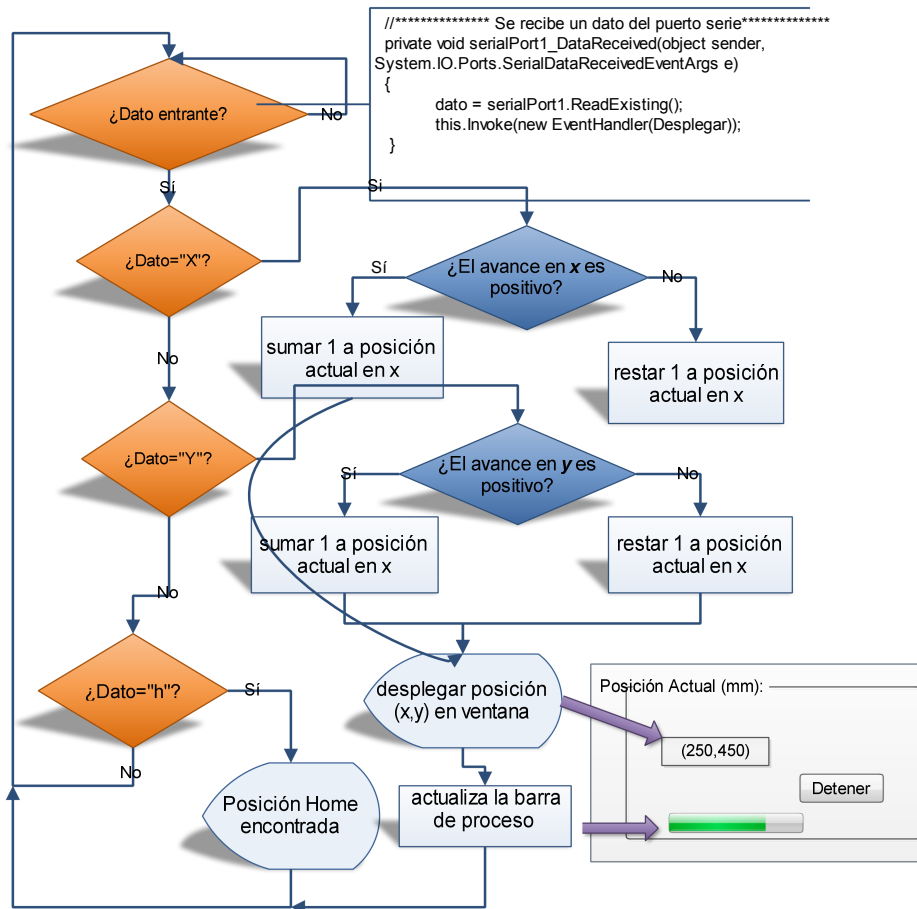 //*************** Se recibe un dato del puerto serie**************
private void serialPort1_DataReceived(object sender,
System.IO.Ports.SerialDataReceivedEventArgs e)
{
dato = serialPort1.ReadExisting();
this.Invoke(new EventHandler(Desplegar));
}
¿Dato entrante?
No
Sí
Si
¿Dato="X"?
¿El avance en x es
positivo?
Sí
No
sumar 1 a posición
actual en x
restar 1 a posición
actual en x
No
¿Dato="Y"?
¿El avance en y es
positivo?
Sí
No
sumar 1 a posición
actual en x
restar 1 a posición
actual en x
No
¿Dato="h"?
Sí
No
desplegar posición
(x,y) en ventana
Posición Actual (mm):
(250,450)
Detener
Posición Home
encontrada
actualiza la barra
de proceso